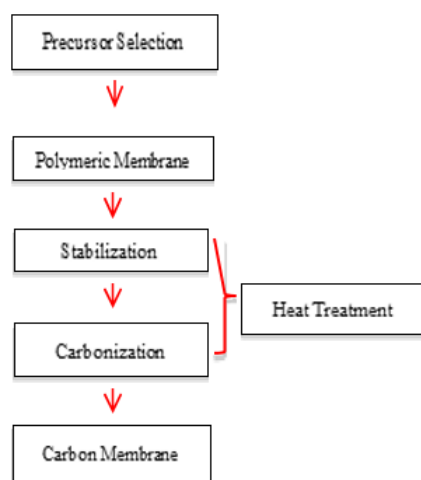 Precursor Selection
Polymeric Membrane
Stabilization
Heat Treatment
Carbonization
Carbon Membrane